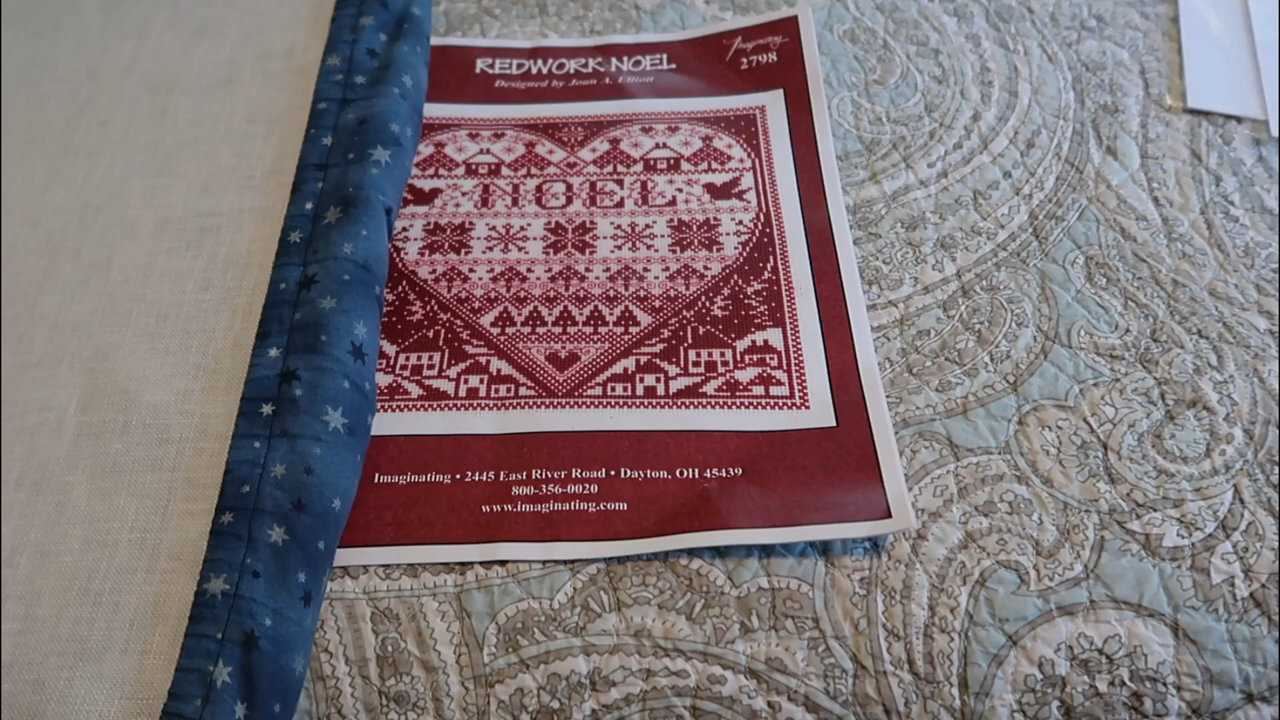 Imaginating
2798
REDWORK NOEL
Designed by Joan A. Elliott
NOEL
Imaginating • 2445 East River Road • Dayton, OH 45439
800-356-0020
www.imaginating.com